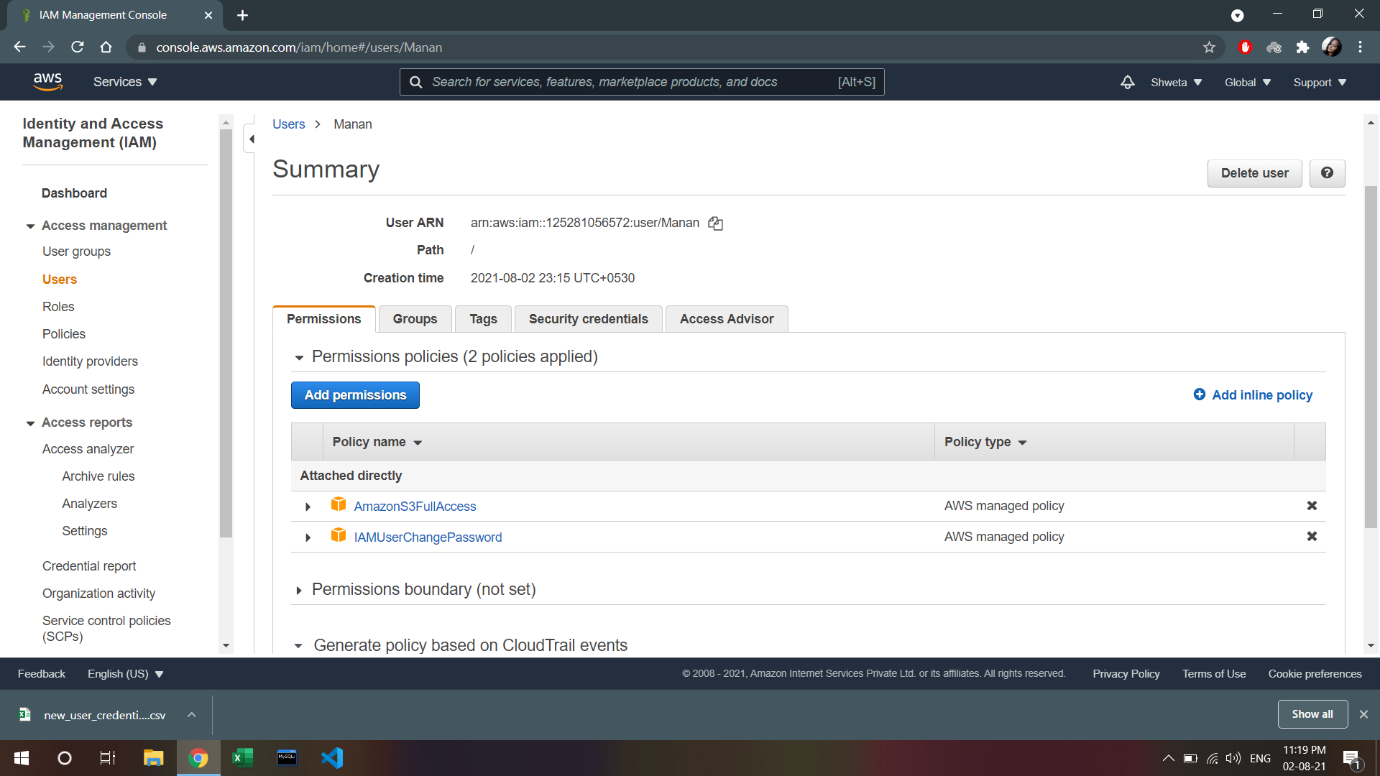 IAM Management Console
console.aws.amazon.com/iam/home#/users/Manan
aws
Services
Search for services, features, marketplace products, and docs [Alt+S]
Shweta
Global
Support
Identity and Access
Management (IAM)
Dashboard
Access management
User groups
Users
Roles
Policies
Identity providers
Account settings
Access reports
Access analyzer
Archive rules
Analyzers
Settings
Credential report
Organization activity
Service control policies
(SCPs)
Users > Manan
Summary
Delete user
?
User ARN arn:aws:iam::125281056572:user/Manan
Path /
Creation time 2021-08-02 23:15 UTC+0530
Permissions Groups Tags Security credentials Access Advisor
Permissions policies (2 policies applied)
Add permissions
Add inline policy
Policy name Policy type
Attached directly
AmazonS3FullAccess AWS managed policy
IAMUserChangePassword AWS managed policy
Permissions boundary (not set)
Generate policy based on CloudTrail events
Feedback English (US) © 2008 - 2021, Amazon Internet Services Private Ltd. or its affiliates. All rights reserved. Privacy Policy Terms of Use Cookie preferences
new_user_credenti....csv
Show all
MySQL
ENG
11:19 PM
02-08-21
1